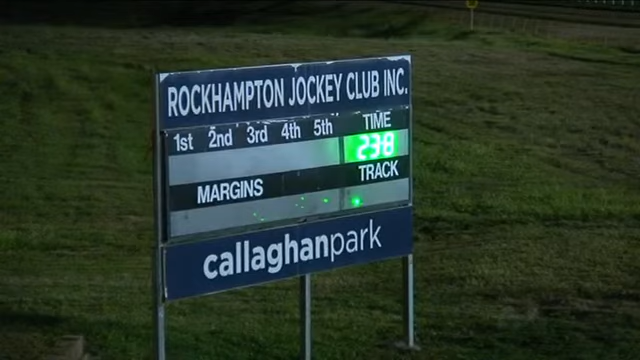 ROCKHAMPTON JOCKEY CLUB INC.
1st 2nd 3rd 4th 5th TIME
238
MARGINS TRACK
callaghanpark